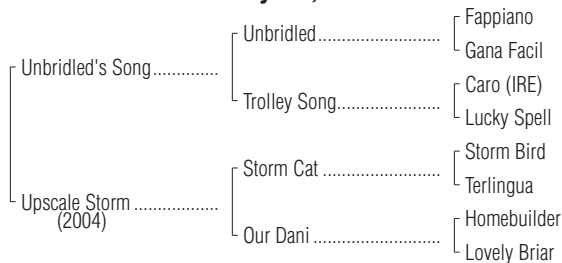 Fappiano
Unbridled
Gana Facil
Unbridled's Song
Caro (IRE)
Trolley Song
Lucky Spell
Storm Bird
Storm Cat
Terlingua
Upscale Storm
(2004)
Homebuilder
Our Dani
Lovely Briar